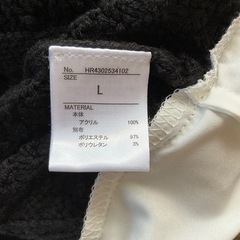 No. HR4302534102
SIZE
L
MATERIAL
本体
アクリル 100%
別布
ポリエステル 97%
ポリウレタン 3%